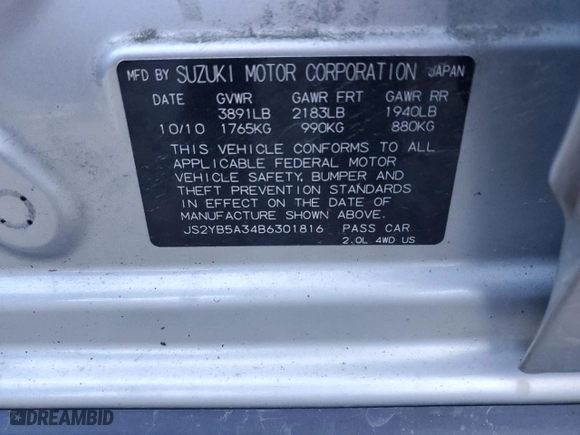 MFD BY SUZUKI MOTOR CORPORATION JAPAN
DATE GVWR GAWR FRT GAWR RR
3891LB 2183LB 1940LB
10/10 1765KG 990KG 880KG
THIS VEHICLE CONFORMS TO ALL
APPLICABLE FEDERAL MOTOR
VEHICLE SAFETY, BUMPER AND
THEFT PREVENTION STANDARDS
IN EFFECT ON THE DATE OF
MANUFACTURE SHOWN ABOVE.
JS2YB5A34B6301816 PASS CAR
2.0L 4WD US
DREAMBID